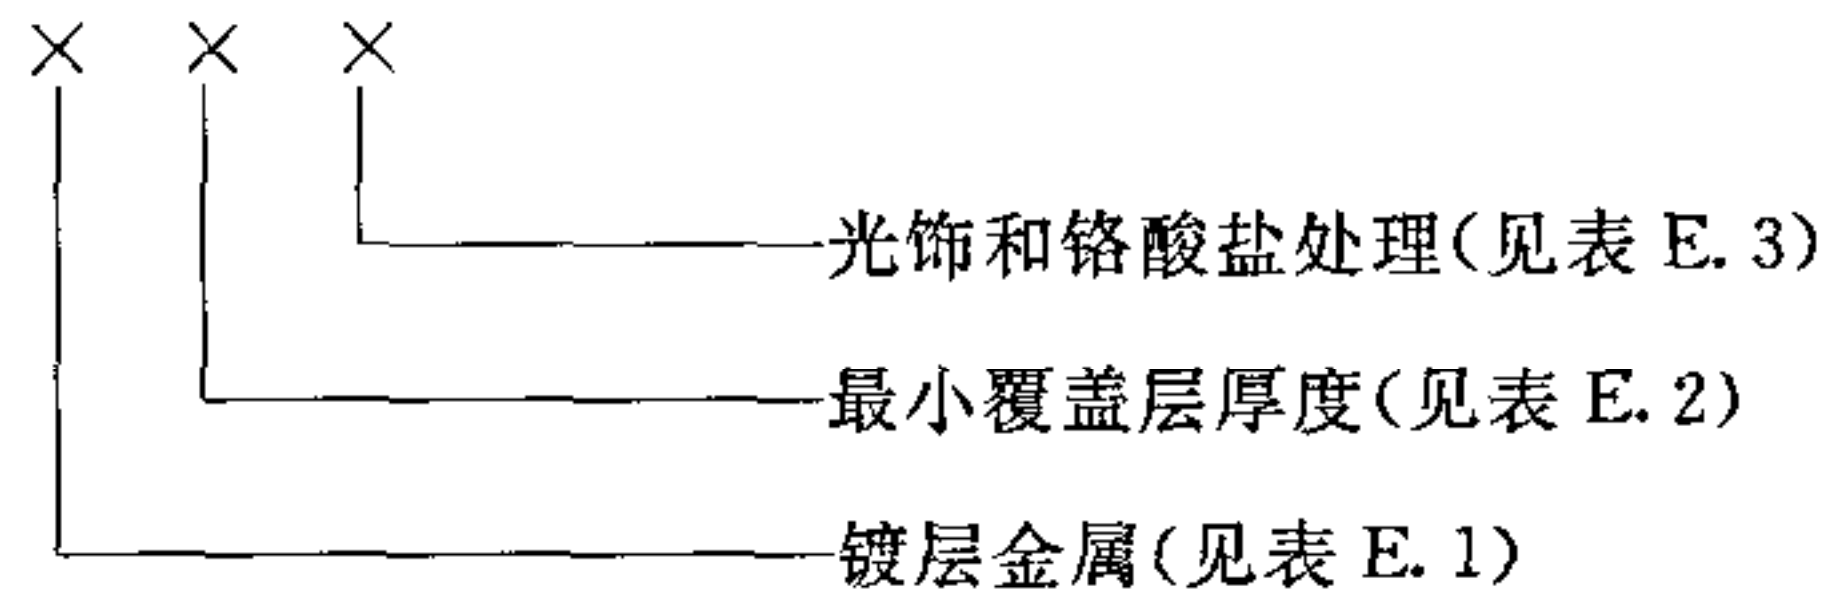 × × ×
光饰和铬酸盐处理(见表 E. 3)
最小覆盖层厚度(见表 E. 2)
镀层金属(见表 E. 1)